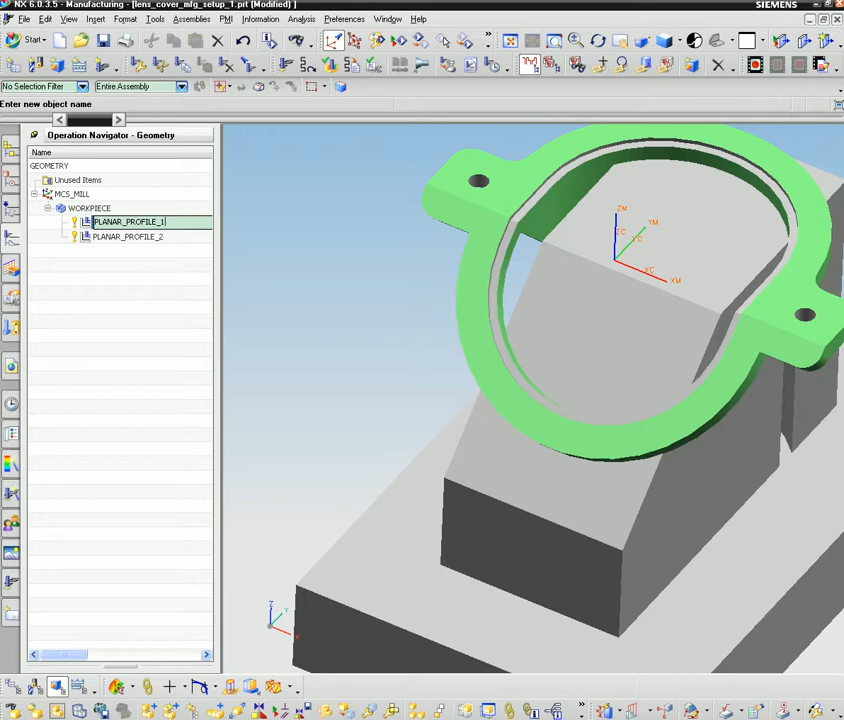 NX 6.0.3.5 - Manufacturing - [lens_cover_mfg_setup_1.prt (Modified) ]
SIEMENS
File Edit View Insert Format Tools Assemblies PMI Information Analysis Preferences Window Help
Start
No Selection Filter Entire Assembly
Enter new object name
Operation Navigator - Geometry
Name
GEOMETRY
Unused Items
MCS_MILL
WORKPIECE
PLANAR_PROFILE_1
PLANAR_PROFILE_2
ZM
YM
ZC
YC
XC
XM
Z
Y
X